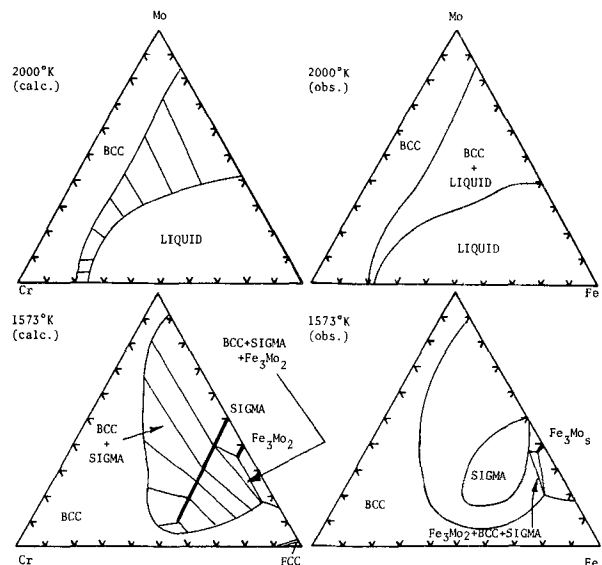 Mo
2000°K
(calc.)
BCC
LIQUID
Cr
Mo
2000°K
(obs.)
BCC
BCC
+
LIQUID
LIQUID
Fe
1573°K
(calc.)
BCC+SIGMA
+Fe3Mo2
SIGMA
Fe3Mo2
BCC
+
SIGMA
BCC
Cr
FCC
1573°K
(obs.)
Fe3Mos
SIGMA
BCC
Fe3Mo2+BCC+SIGMA
Fe